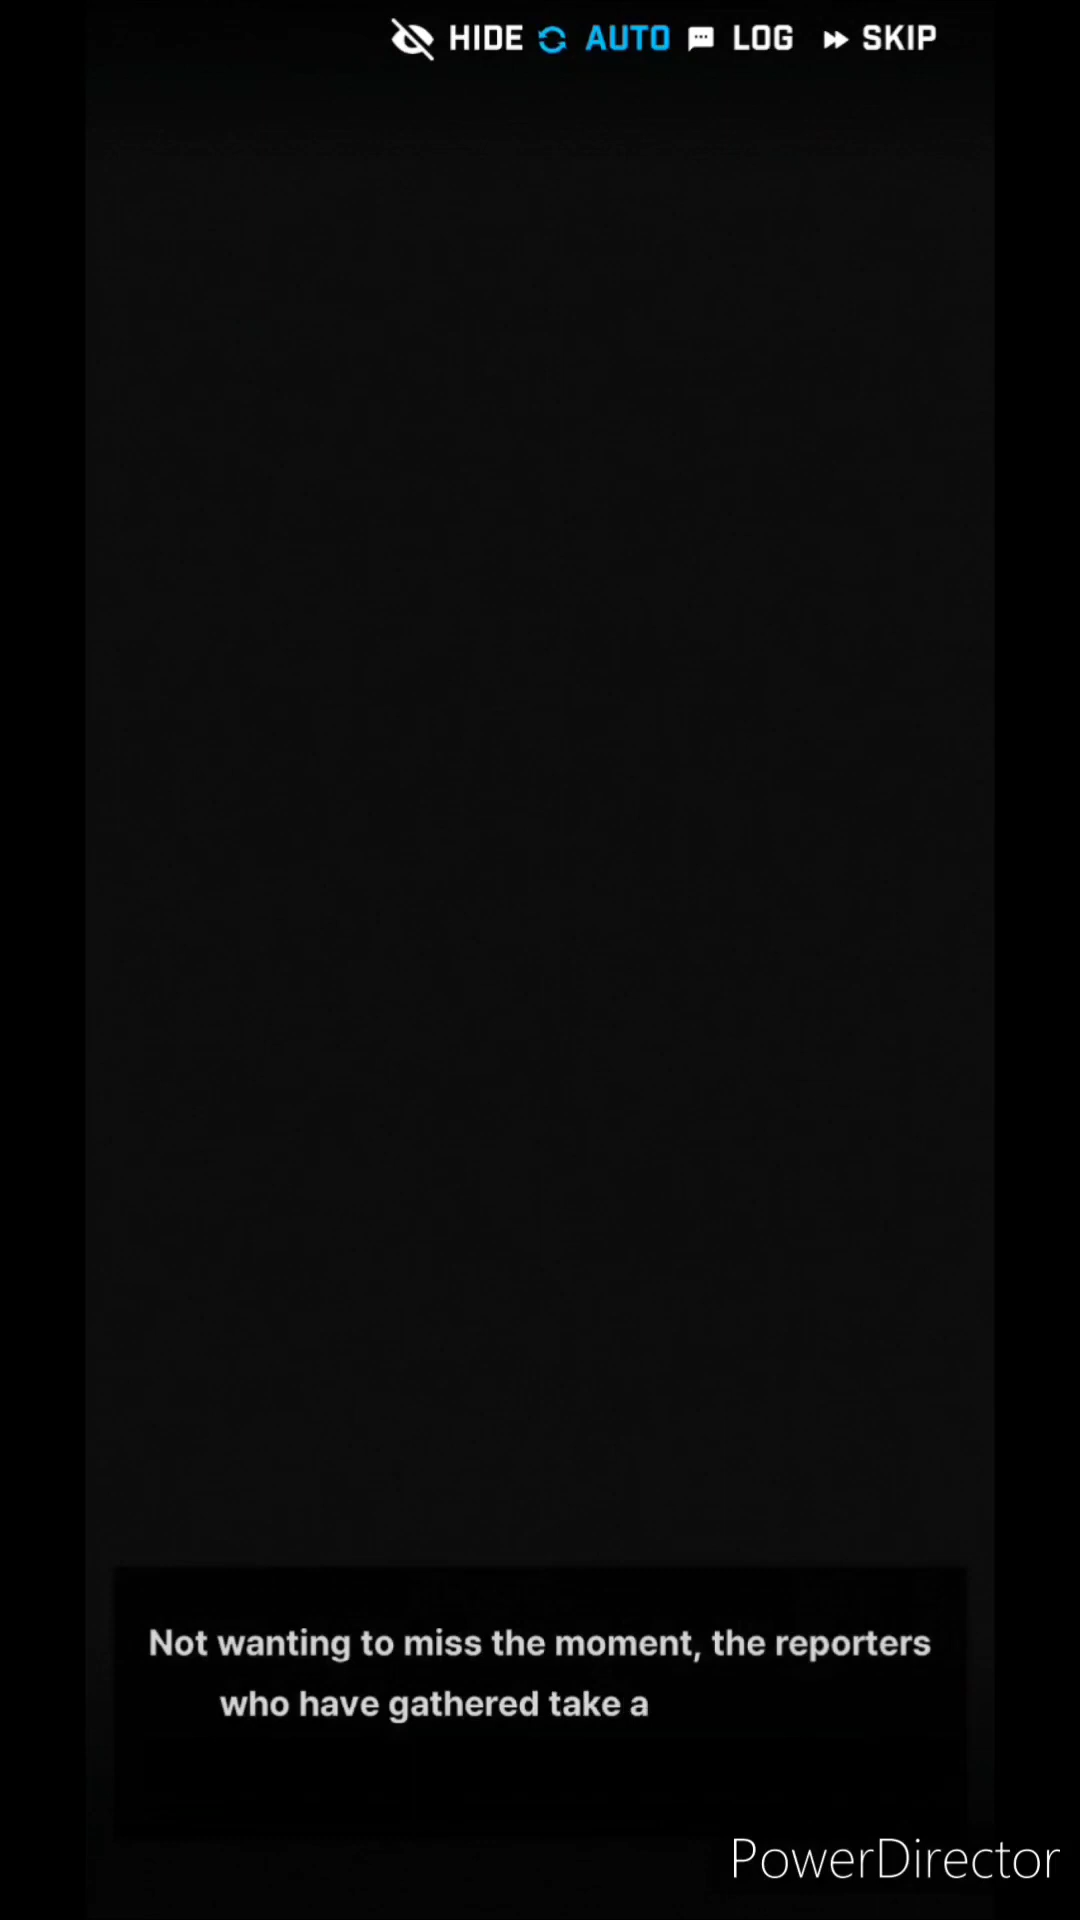 HIDE AUTO LOG SKIP
Not wanting to miss the moment, the reporters
who have gathered take a
PowerDirector